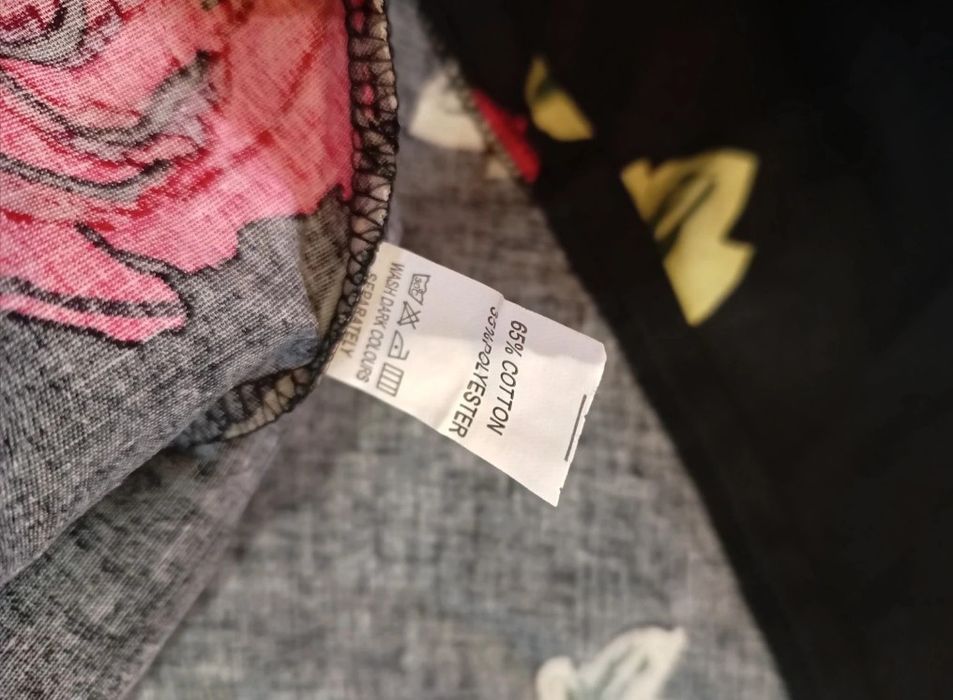 65% COTTON
35%POLYESTER
WASH DARK COLOURS
SEPARATELY